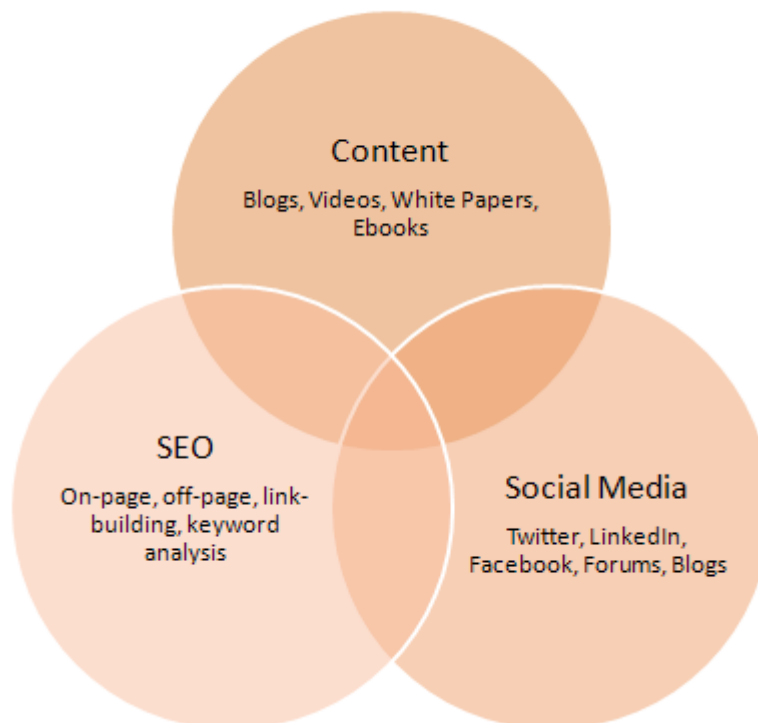 Content
Blogs, Videos, White Papers,
Ebooks
SEO
On-page, off-page, link-
building, keyword
analysis
Social Media
Twitter, LinkedIn,
Facebook, Forums, Blogs